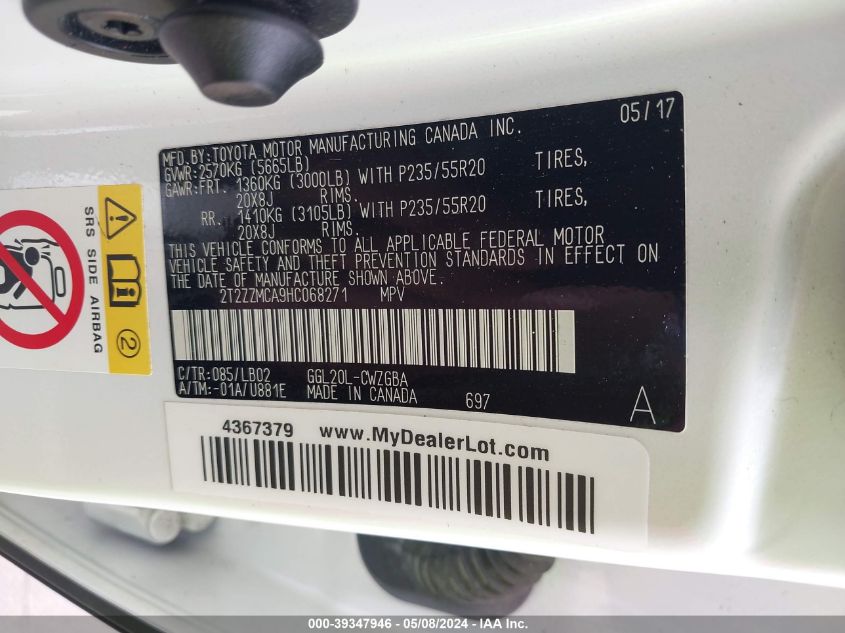 05/17
MFD.BY:TOYOTA MOTOR MANUFACTURING CANADA INC.
GVWR:2570KG (5665LB)
GAWR:FRT. 1360KG (3000LB) WITH P235/55R20 TIRES,
20X8J RIMS.
RR. 1410KG (3105LB) WITH P235/55R20 TIRES,
20X8J RIMS.
THIS VEHICLE CONFORMS TO ALL APPLICABLE FEDERAL MOTOR
VEHICLE SAFETY AND THEFT PREVENTION STANDARDS IN EFFECT ON
THE DATE OF MANUFACTURE SHOWN ABOVE.
2T2ZZMCA9HC068271 MPV
C/TR:085/LB02 GGL20L-CWZGBA
A/TM:-01A/U881E MADE IN CANADA 697
A
SRS SIDE AIRBAG
2
4367379 www.MyDealerLot.com
000-39347946 - 05/08/2024 - IAA Inc.